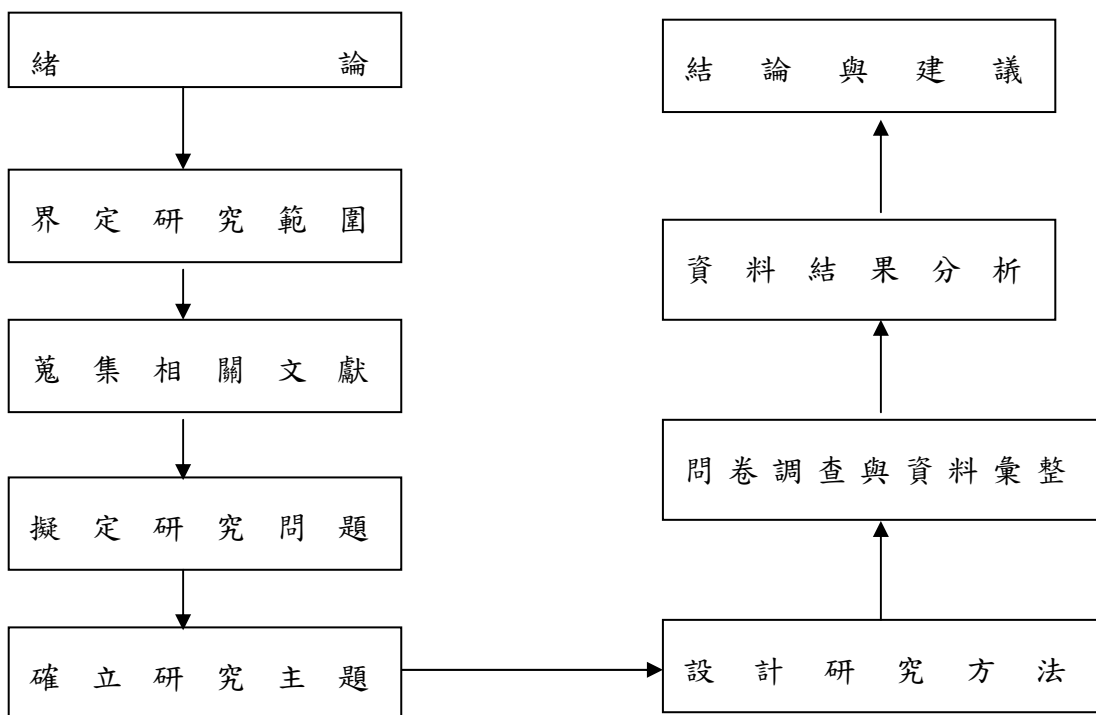 緒論
界定研究範圍
蒐集相關文獻
擬定研究問題
確立研究主題
設計研究方法
問卷調查與資料彙整
資料結果分析
結論與建議